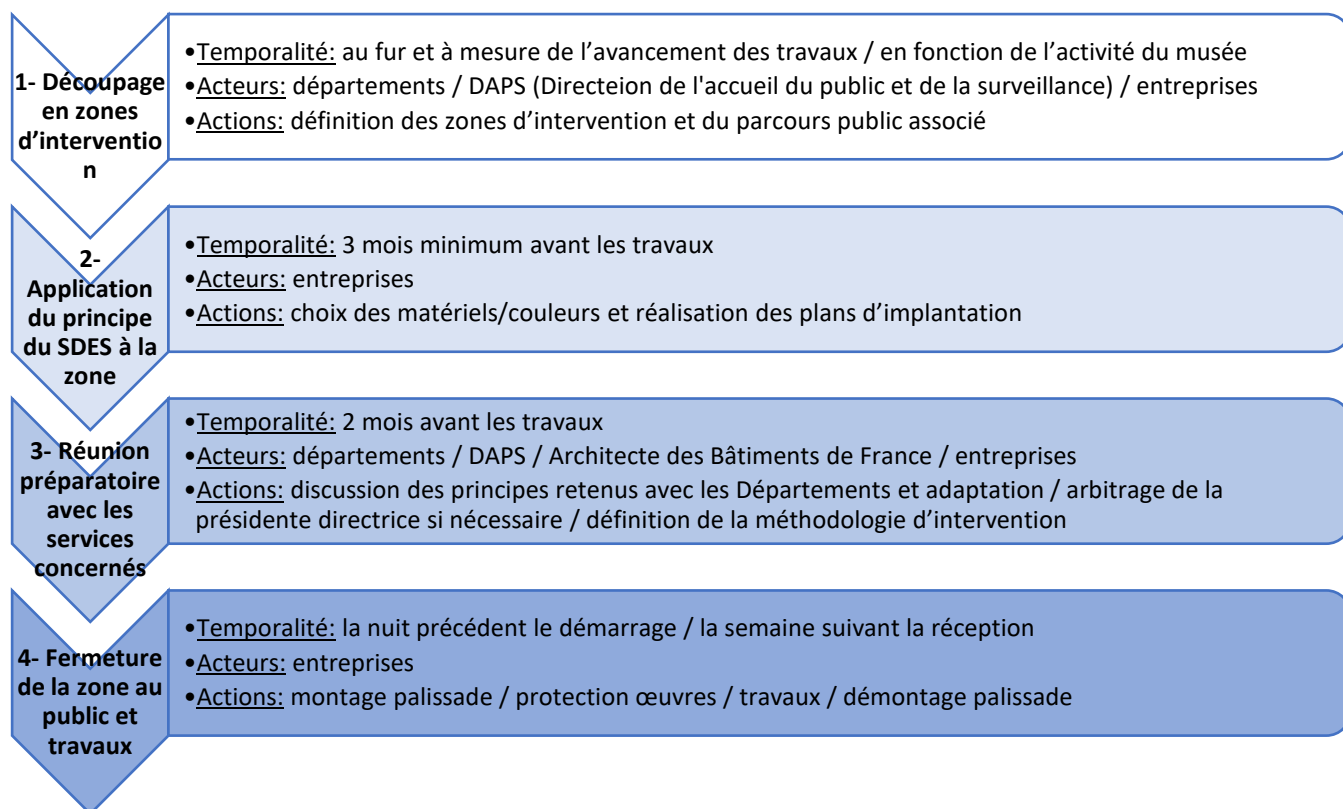 1- Découpage
en zones
d’interventio
n
•Temporalité: au fur et à mesure de l’avancement des travaux / en fonction de l’activité du musée
•Acteurs: départements / DAPS (Directeion de l'accueil du public et de la surveillance) / entreprises
•Actions: définition des zones d’intervention et du parcours public associé
2-
Application
du principe
du SDES à la
zone
•Temporalité: 3 mois minimum avant les travaux
•Acteurs: entreprises
•Actions: choix des matériels/couleurs et réalisation des plans d’implantation
3- Réunion
préparatoire
avec les
services
concernés
•Temporalité: 2 mois avant les travaux
•Acteurs: départements / DAPS / Architecte des Bâtiments de France / entreprises
•Actions: discussion des principes retenus avec les Départements et adaptation / arbitrage de la
présidente directrice si nécessaire / définition de la méthodologie d’intervention
4- Fermeture
de la zone au
public et
travaux
•Temporalité: la nuit précédent le démarrage / la semaine suivant la réception
•Acteurs: entreprises
•Actions: montage palissade / protection œuvres / travaux / démontage palissade